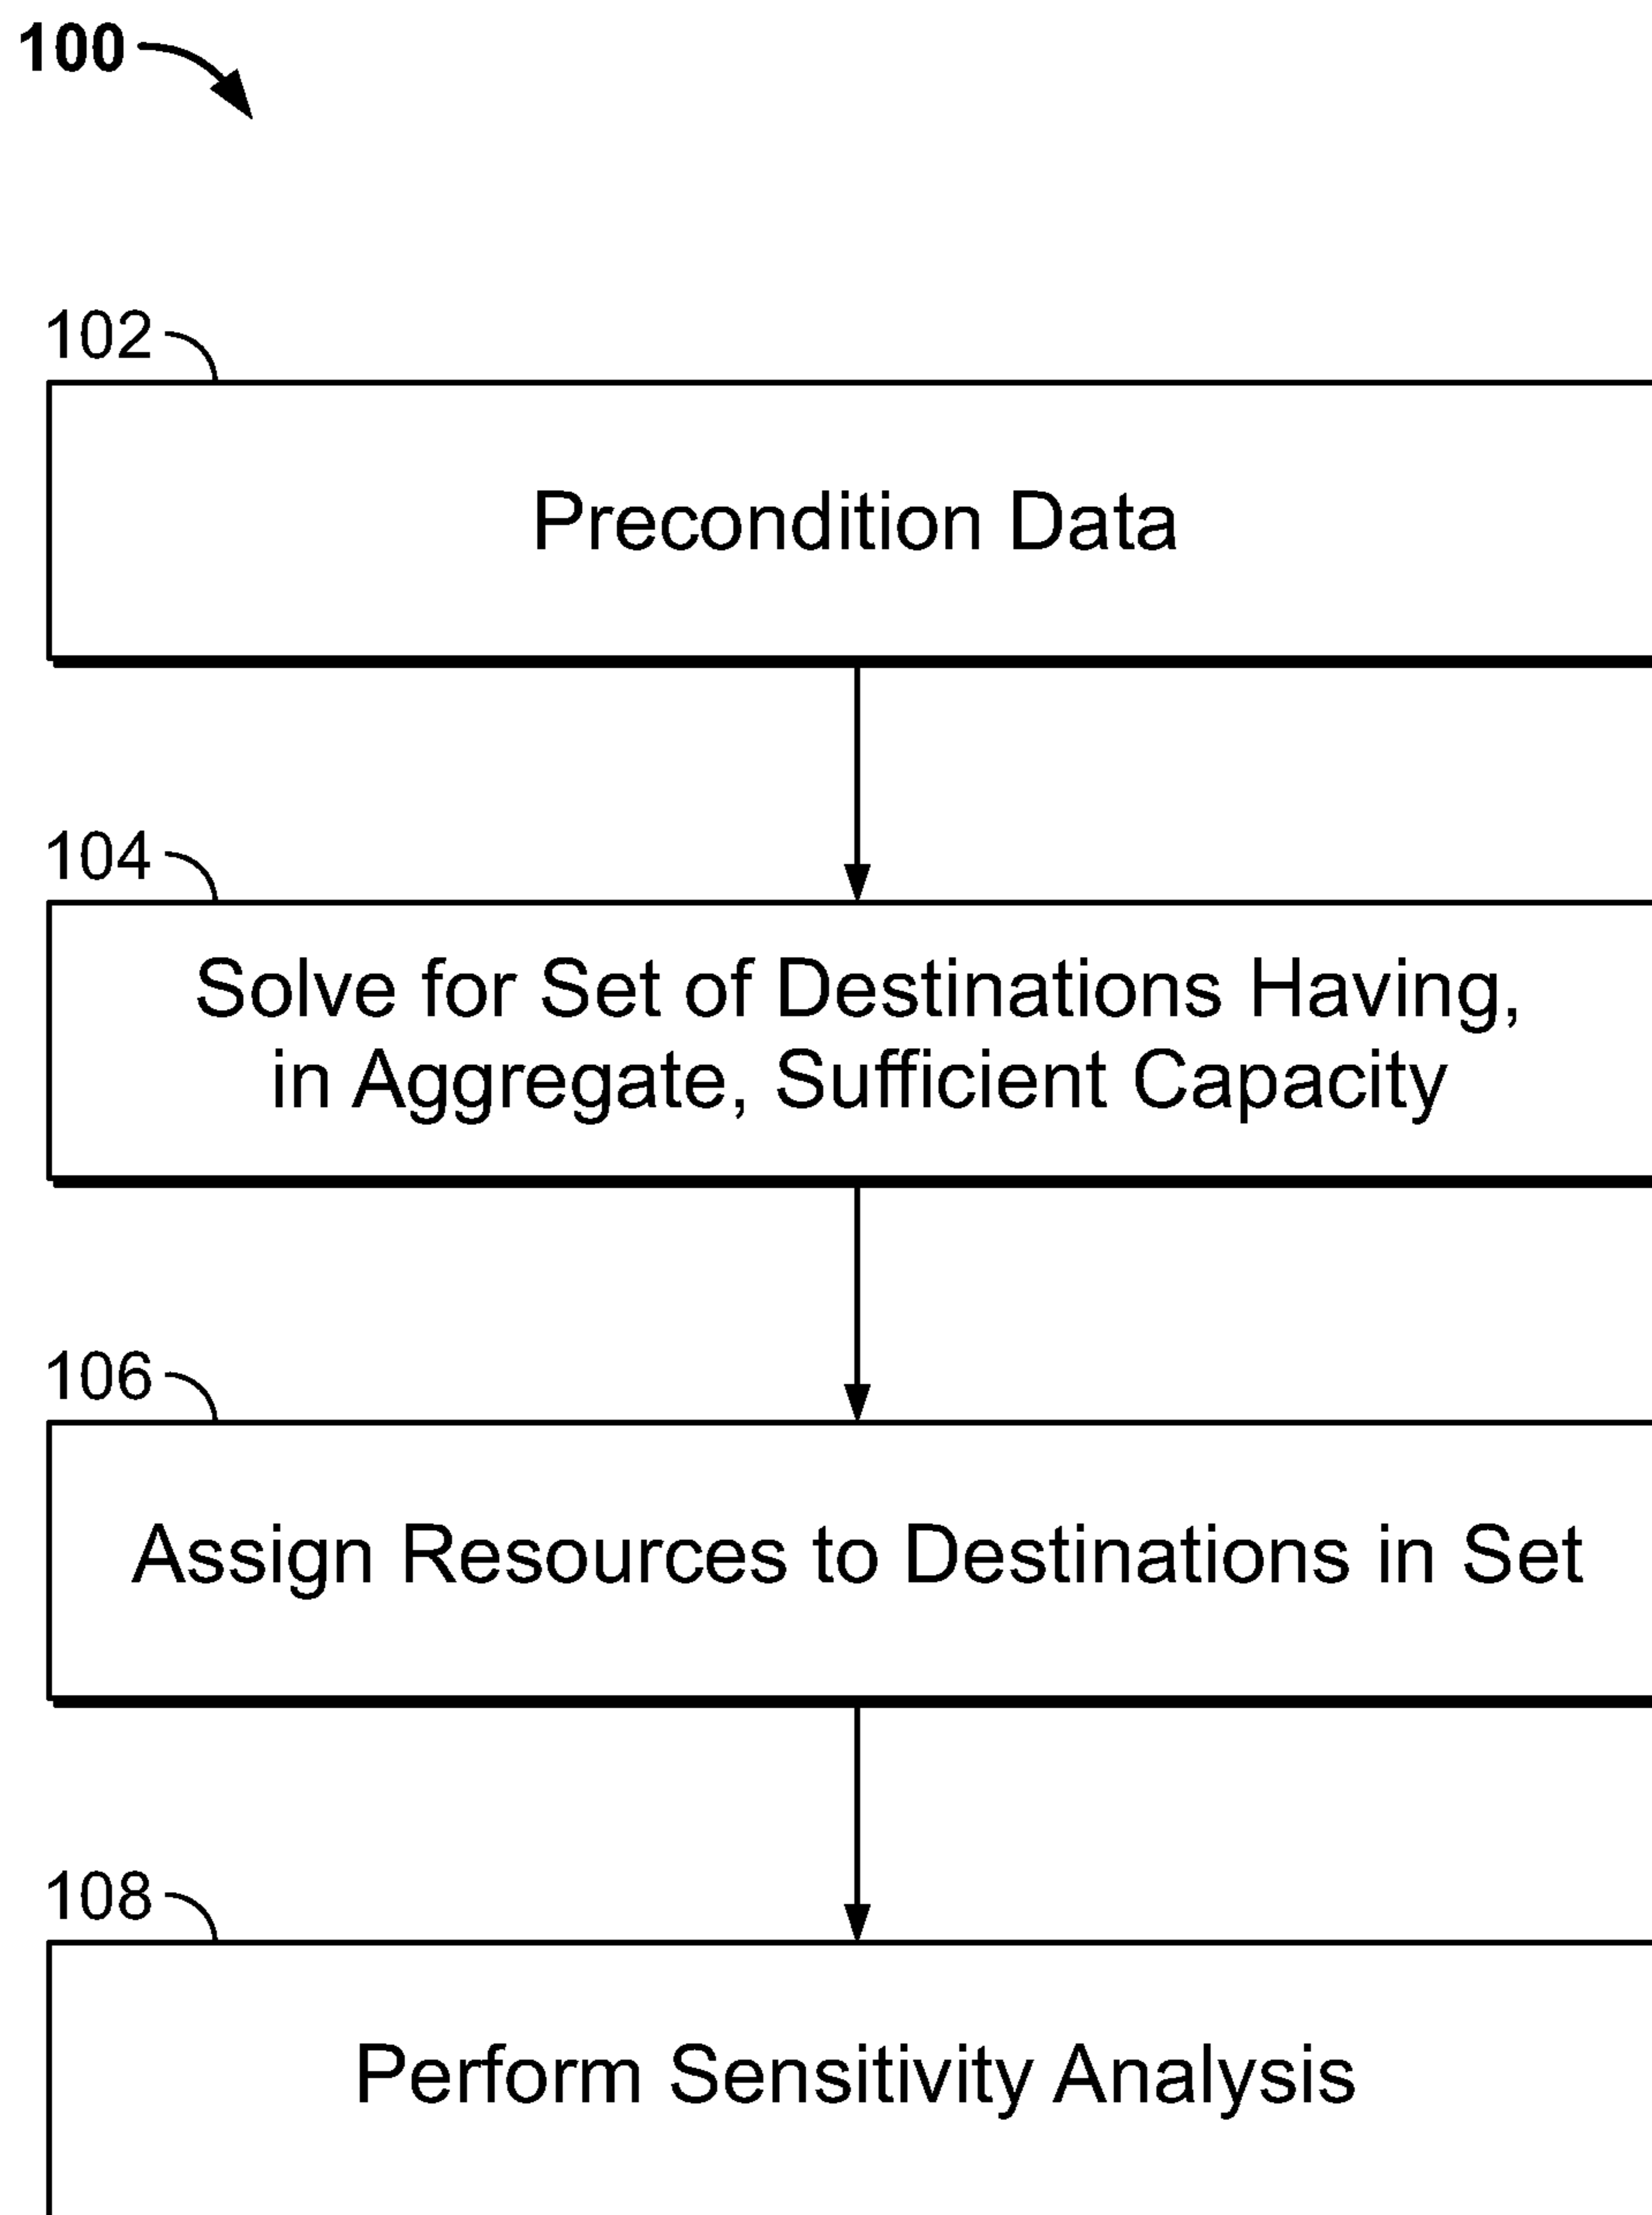 100
102
Precondition Data
104
Solve for Set of Destinations Having,
in Aggregate, Sufficient Capacity
106
Assign Resources to Destinations in Set
108
Perform Sensitivity Analysis